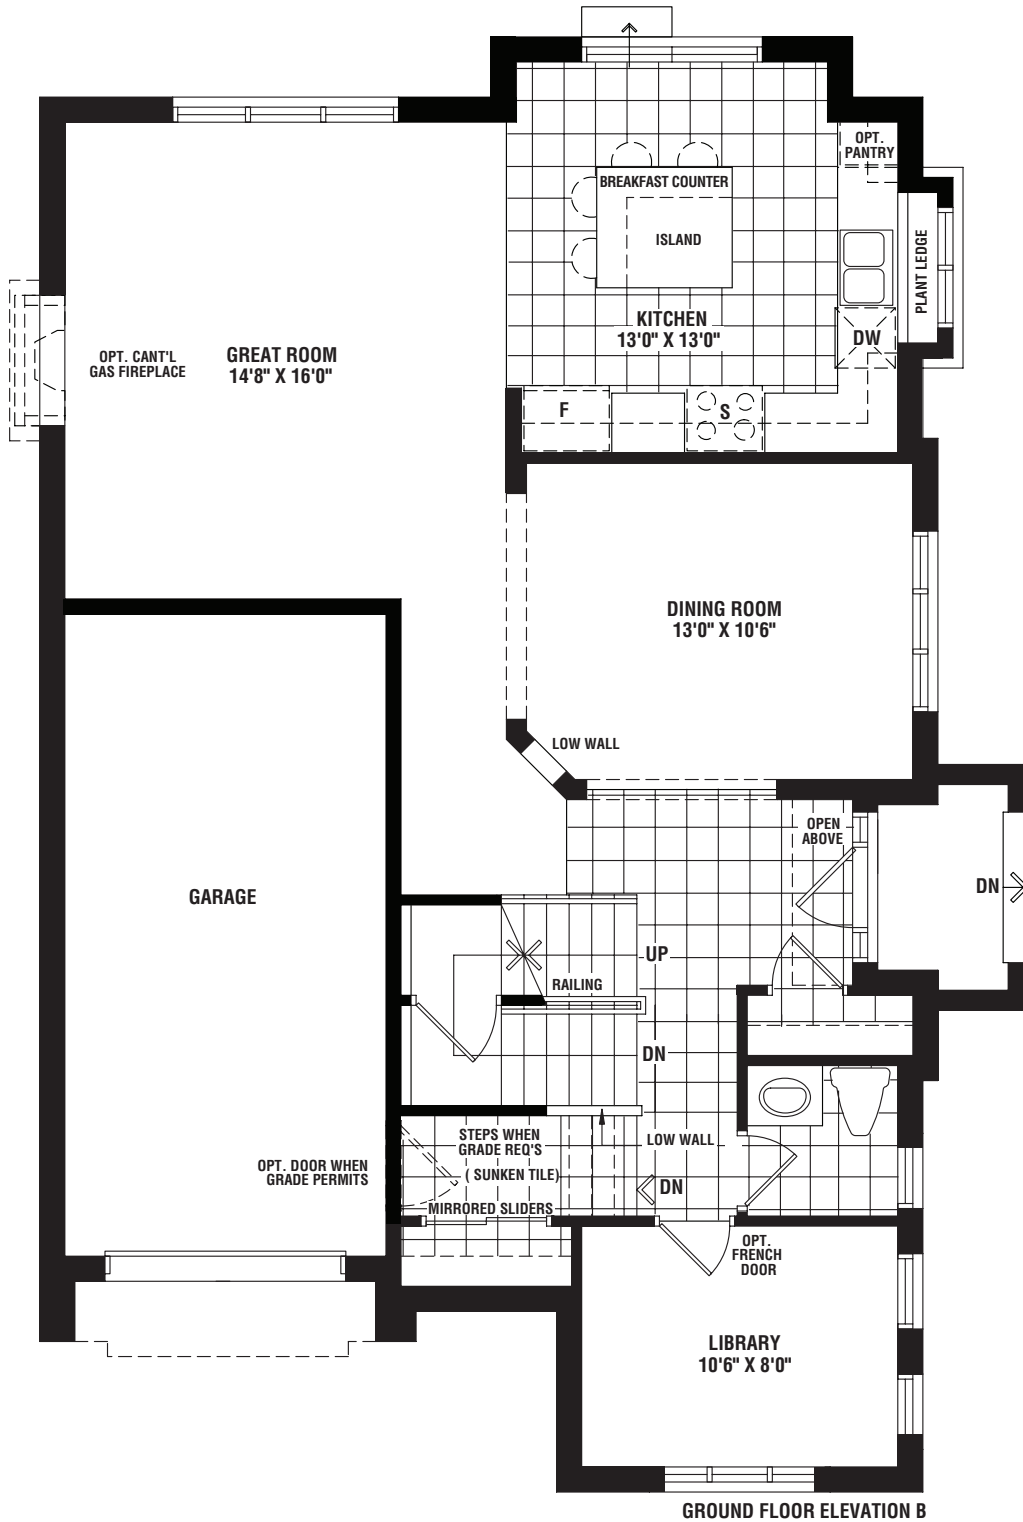 OPT.
PANTRY
BREAKFAST COUNTER
ISLAND
PLANT LEDGE
KITCHEN
13'0" X 13'0"
DW
OPT. CANT'L
GAS FIREPLACE
GREAT ROOM
14'8" X 16'0"
F
S
DINING ROOM
13'0" X 10'6"
LOW WALL
OPEN
ABOVE
GARAGE
DN
UP
RAILING
DN
STEPS WHEN
GRADE REQ'S
( SUNKEN TILE)
LOW WALL
OPT. DOOR WHEN
GRADE PERMITS
DN
MIRRORED SLIDERS
OPT.
FRENCH
DOOR
LIBRARY
10'6" X 8'0"
GROUND FLOOR ELEVATION B